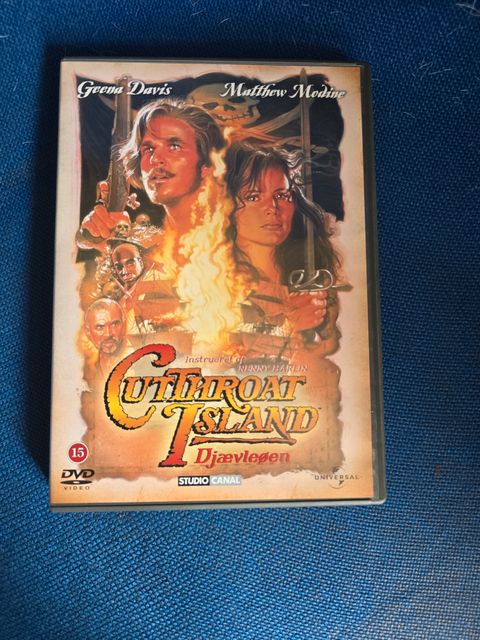 Geena Davis Matthew Modine
Instrueret af
RENNY HARLIN
CUTTHROAT
ISLAND
Djævleøen
15
DVD
VIDEO
STUDIO CANAL
UNIVERSAL